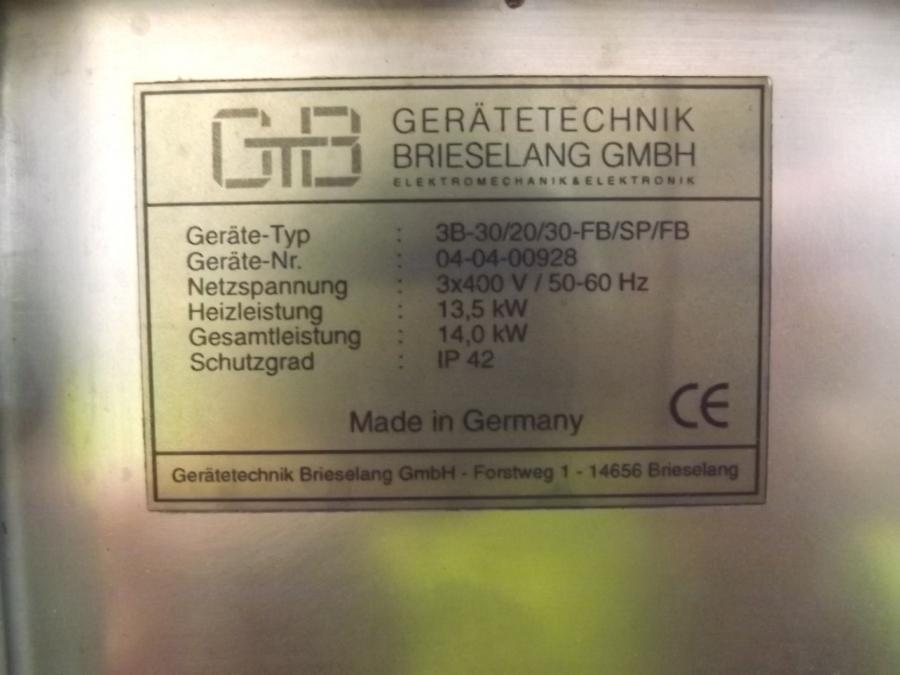 GTB
GERÄTETECHNIK
BRIESELANG GMBH
ELEKTROMECHANIK & ELEKTRONIK
Geräte-Typ : 3B-30/20/30-FB/SP/FB
Geräte-Nr. : 04-04-00928
Netzspannung : 3x400 V / 50-60 Hz
Heizleistung : 13,5 kW
Gesamtleistung : 14,0 kW
Schutzgrad : IP 42
Made in Germany CE
Gerätetechnik Brieselang GmbH - Forstweg 1 - 14656 Brieselang